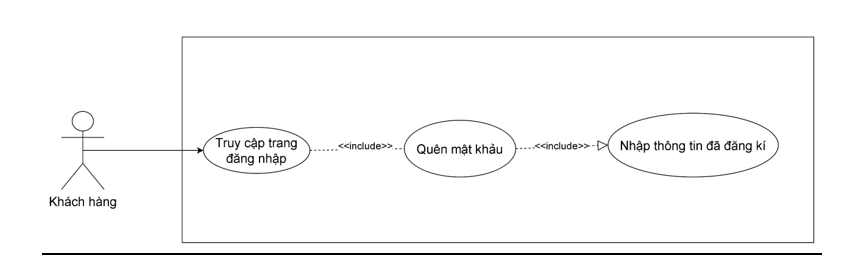 Truy cập trang
đăng nhập
<<include>>
Quên mật khẩu
<<include>>
Nhập thông tin đã đăng kí
Khách hàng